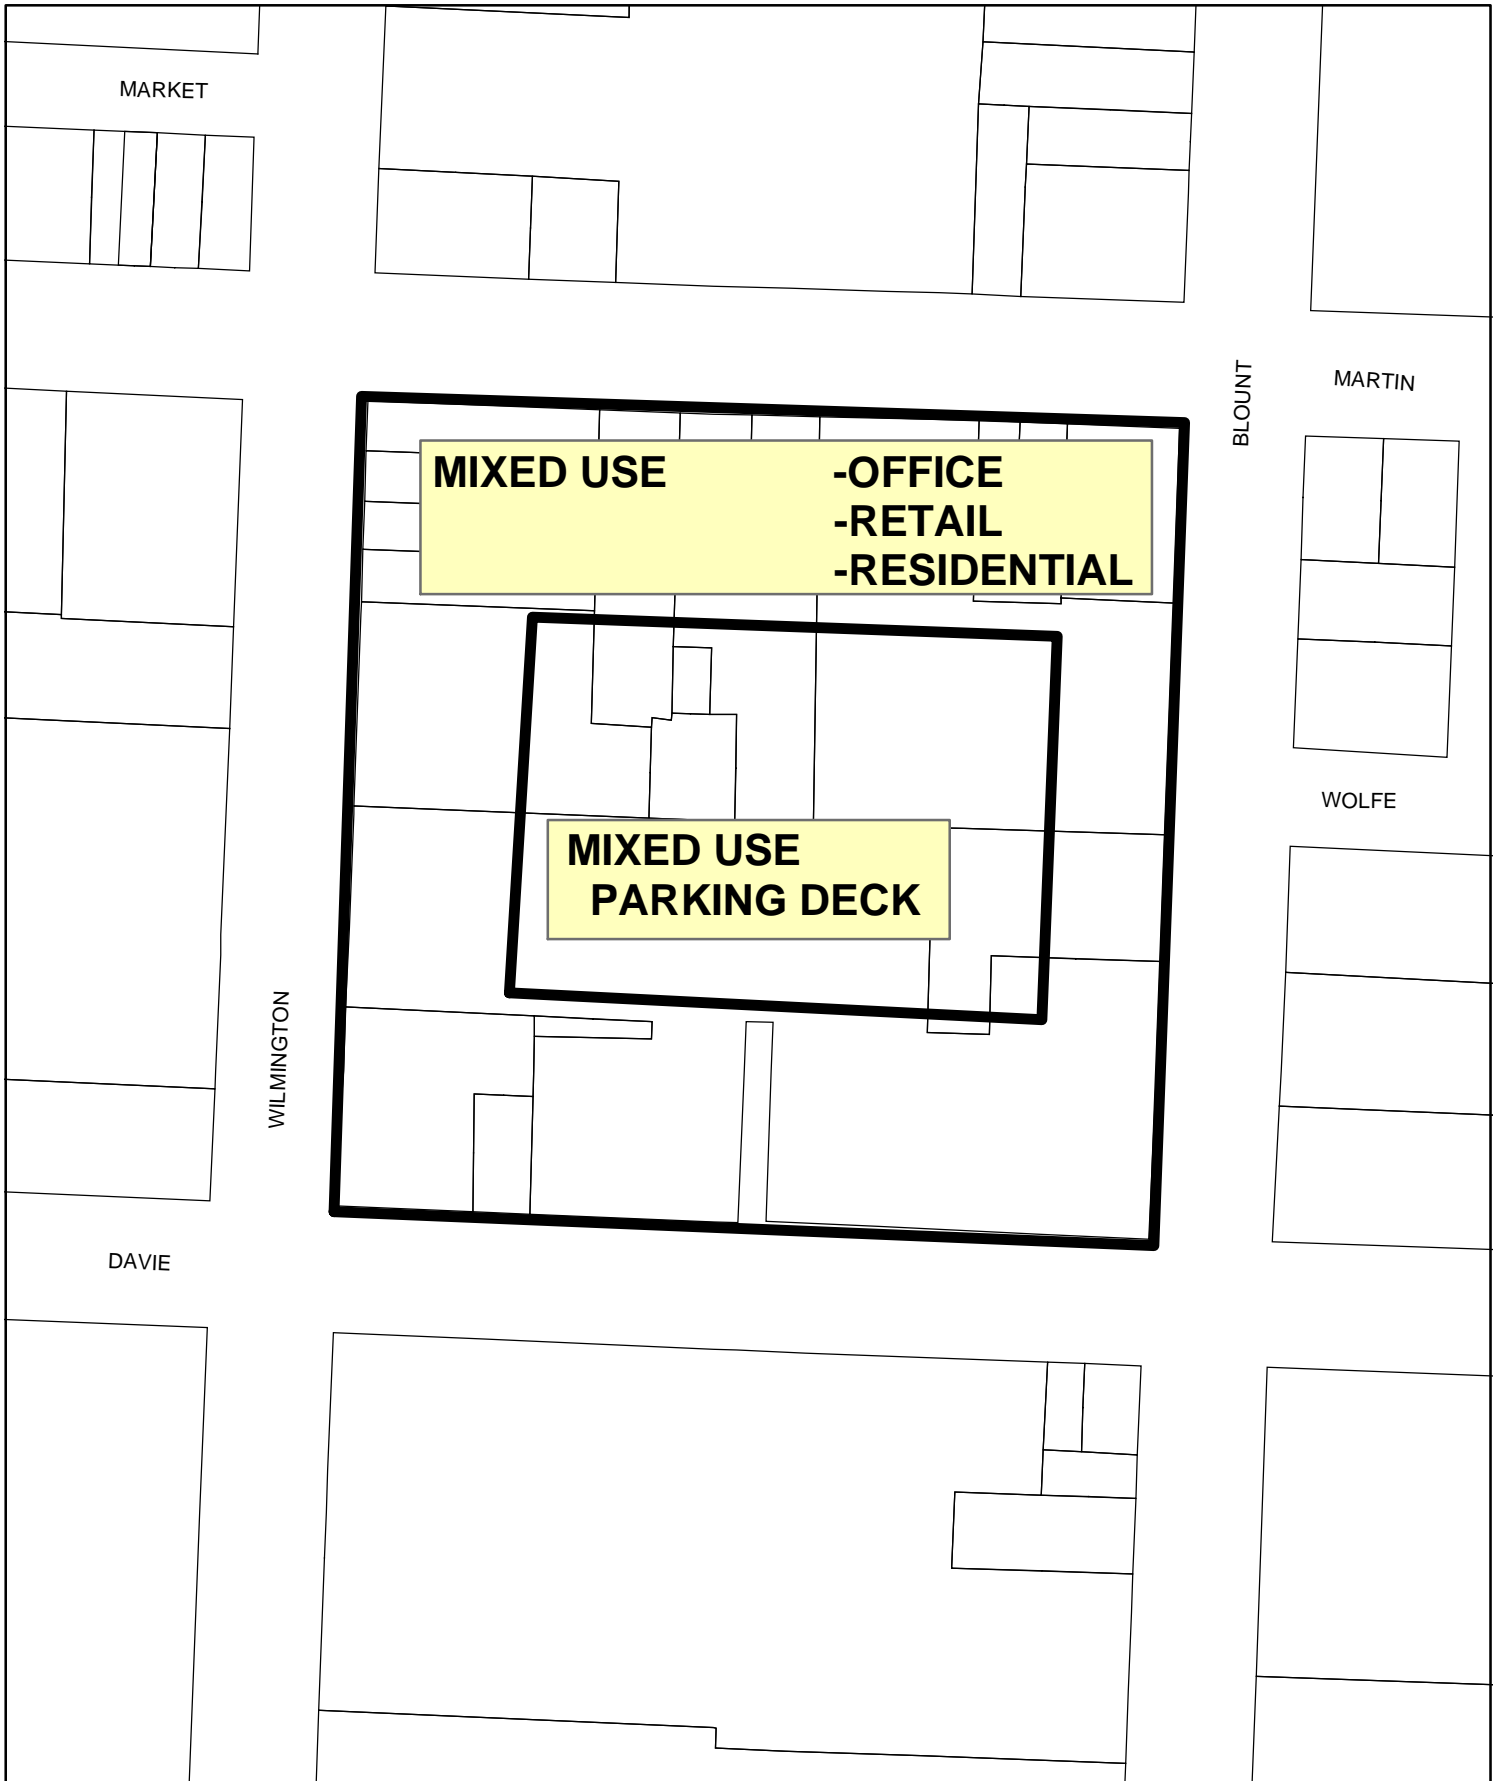 MARKET
BLOUNT
MARTIN
MIXED USE -OFFICE
-RETAIL
-RESIDENTIAL
WOLFE
MIXED USE
PARKING DECK
WILMINGTON
DAVIE